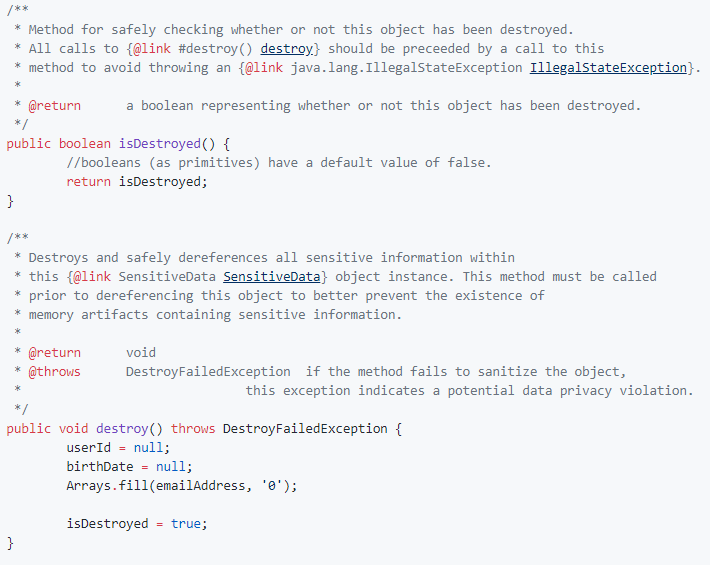 /**
 * Method for safely checking whether or not this object has been destroyed.
 * All calls to {@link #destroy() destroy} should be preceeded by a call to this
 * method to avoid throwing an {@link java.lang.IllegalStateException IllegalStateException}.
 *
 * @return      a boolean representing whether or not this object has been destroyed.
 */
public boolean isDestroyed() {
        //booleans (as primitives) have a default value of false.
        return isDestroyed;
}

/**
 * Destroys and safely dereferences all sensitive information within
 * this {@link SensitiveData SensitiveData} object instance. This method must be called
 * prior to dereferencing this object to better prevent the existence of
 * memory artifacts containing sensitive information.
 *
 * @return      void
 * @throws      DestroyFailedException  if the method fails to sanitize the object,
 *                              this exception indicates a potential data privacy violation.
 */
public void destroy() throws DestroyFailedException {
        userId = null;
        birthDate = null;
        Arrays.fill(emailAddress, '0');

        isDestroyed = true;
}